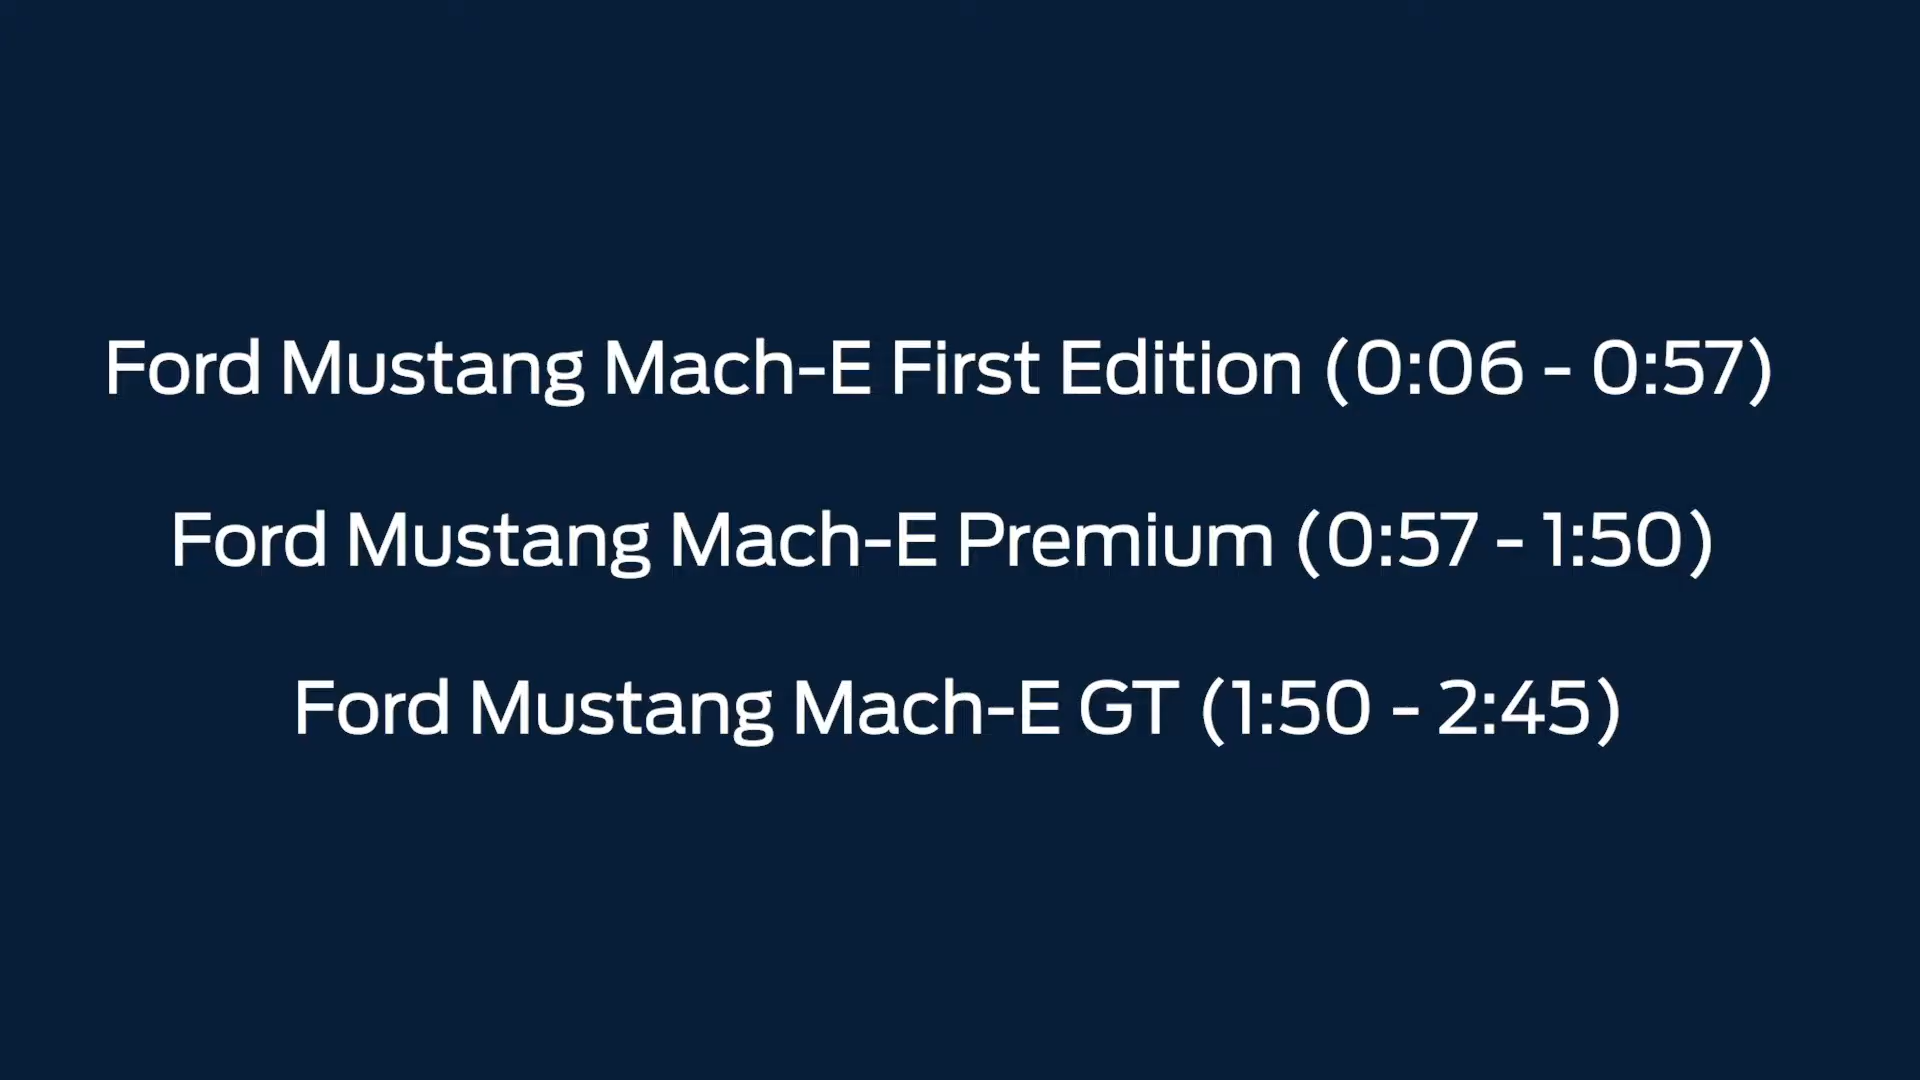 Ford Mustang Mach-E First Edition (0:06 - 0:57)
Ford Mustang Mach-E Premium (0:57 - 1:50)
Ford Mustang Mach-E GT (1:50 - 2:45)